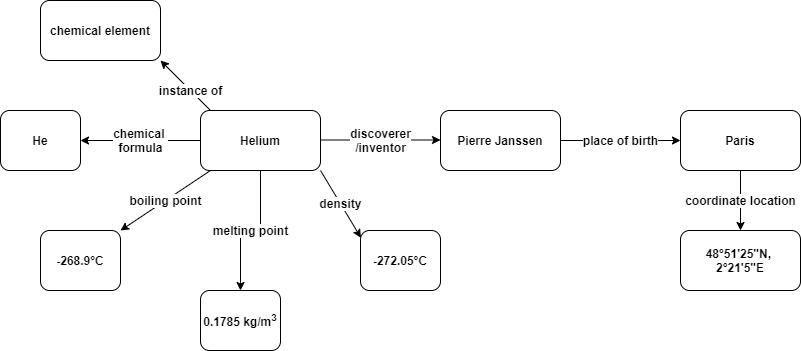 chemical element
instance of
He
chemical
formula
Helium
discoverer
/inventor
Pierre Janssen
place of birth
Paris
boiling point
melting point
density
coordinate location
-268.9°C
0.1785 kg/m³
-272.05°C
48°51'25"N,
2°21'5"E